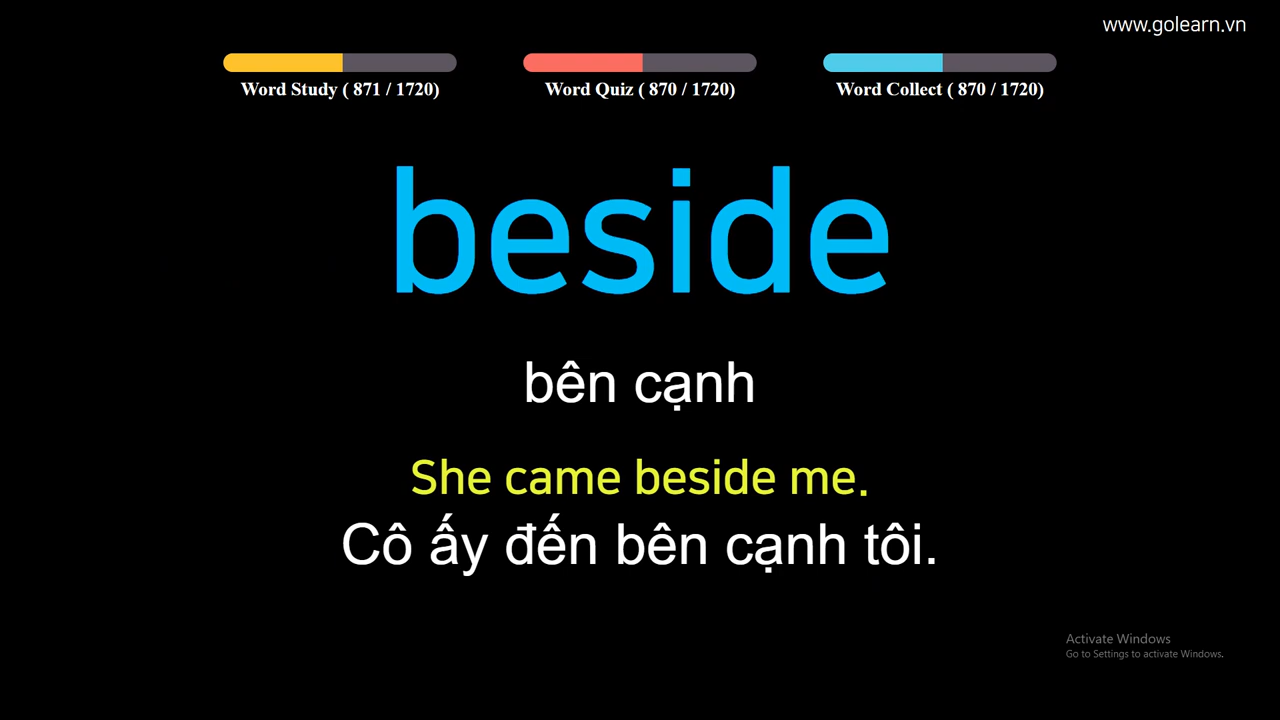 www.golearn.vn
Word Study ( 871 / 1720)
Word Quiz ( 870 / 1720)
Word Collect ( 870 / 1720)
beside
bên cạnh
She came beside me.
Cô ấy đến bên cạnh tôi.
Activate Windows
Go to Settings to activate Windows.